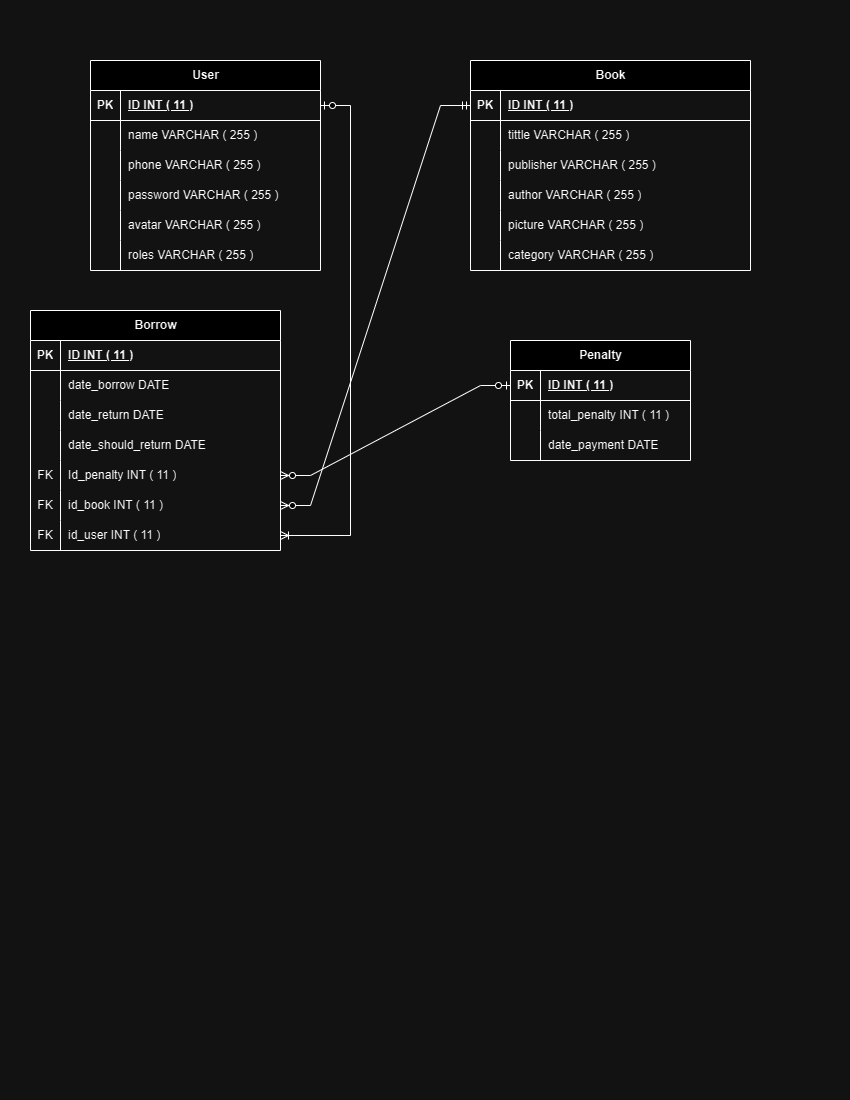 User
PK ID INT ( 11 )
name VARCHAR ( 255 )
phone VARCHAR ( 255 )
password VARCHAR ( 255 )
avatar VARCHAR ( 255 )
roles VARCHAR ( 255 )
Book
PK ID INT ( 11 )
tittle VARCHAR ( 255 )
publisher VARCHAR ( 255 )
author VARCHAR ( 255 )
picture VARCHAR ( 255 )
category VARCHAR ( 255 )
Borrow
PK ID INT ( 11 )
date_borrow DATE
date_return DATE
date_should_return DATE
FK Id_penalty INT ( 11 )
FK id_book INT ( 11 )
FK id_user INT ( 11 )
Penalty
PK ID INT ( 11 )
total_penalty INT ( 11 )
date_payment DATE